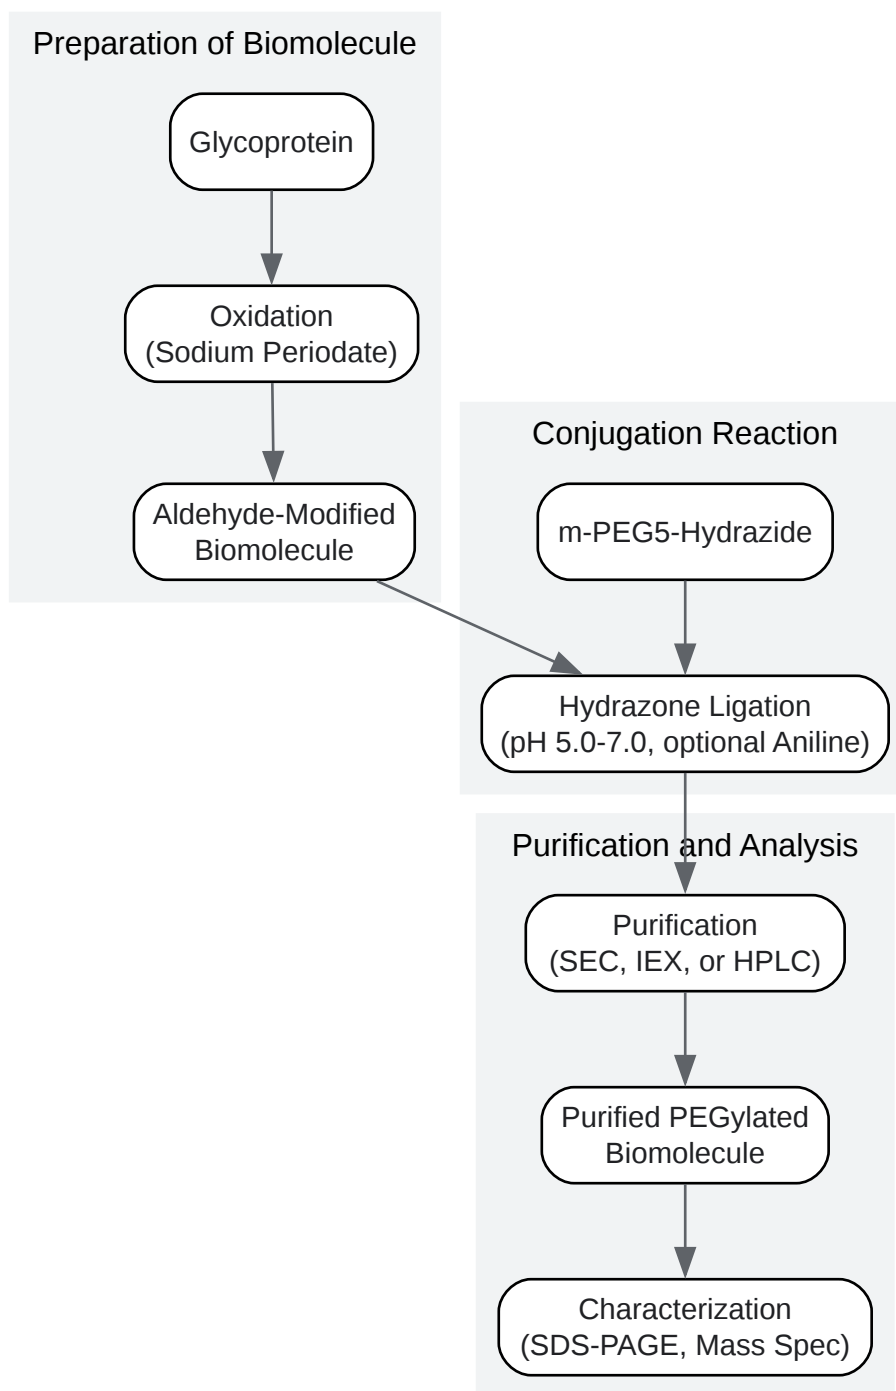 Preparation of Biomolecule
Glycoprotein
Oxidation
(Sodium Periodate)
Aldehyde-Modified
Biomolecule
Conjugation Reaction
m-PEG5-Hydrazide
Hydrazone Ligation
(pH 5.0-7.0, optional Aniline)
Purification and Analysis
Purification
(SEC, IEX, or HPLC)
Purified PEGylated
Biomolecule
Characterization
(SDS-PAGE, Mass Spec)